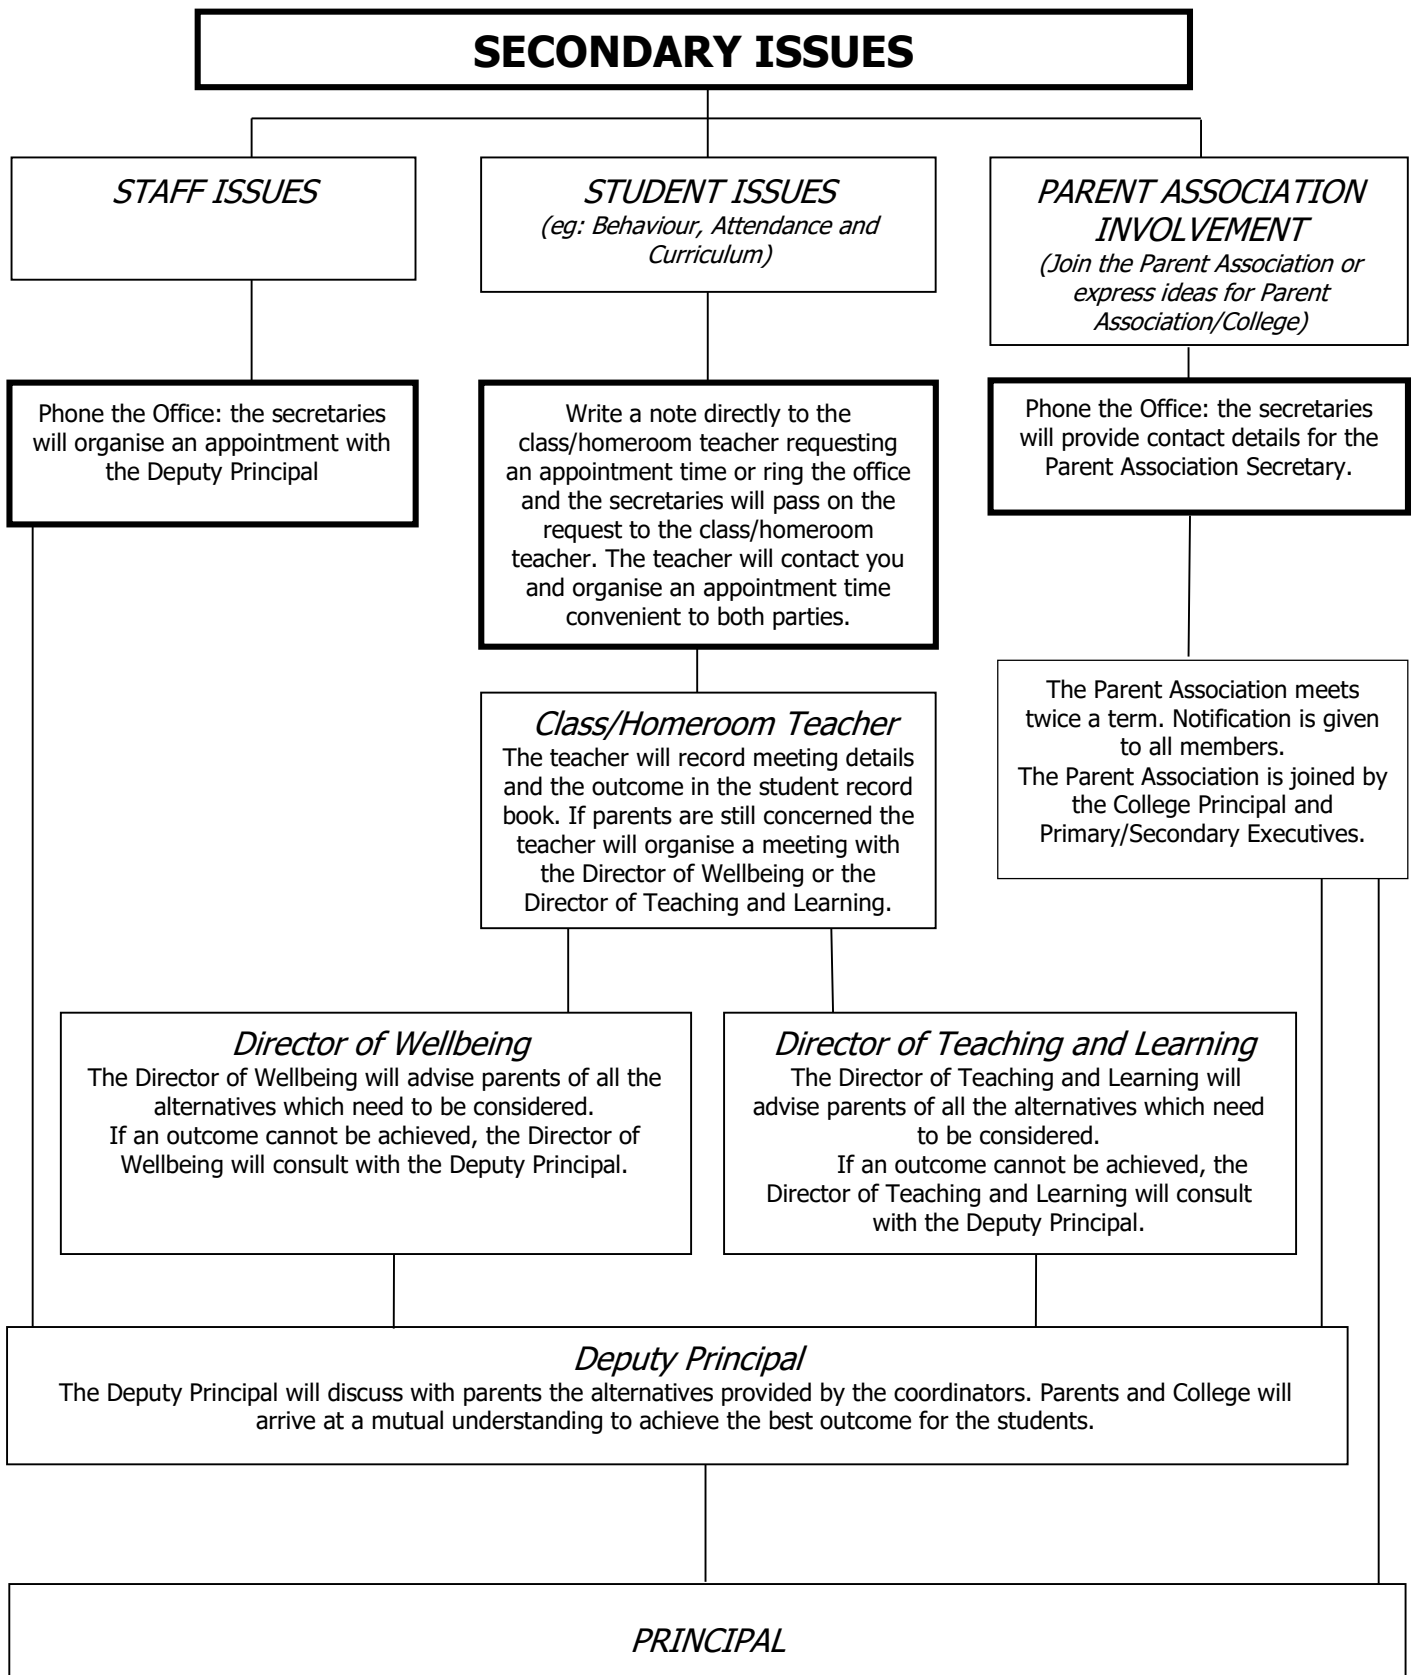 SECONDARY ISSUES
STAFF ISSUES
STUDENT ISSUES
(eg: Behaviour, Attendance and
Curriculum)
PARENT ASSOCIATION
INVOLVEMENT
(Join the Parent Association or
express ideas for Parent
Association/College)
Phone the Office: the secretaries
will organise an appointment with
the Deputy Principal
Write a note directly to the
class/homeroom teacher requesting
an appointment time or ring the office
and the secretaries will pass on the
request to the class/homeroom
teacher. The teacher will contact you
and organise an appointment time
convenient to both parties.
Phone the Office: the secretaries
will provide contact details for the
Parent Association Secretary.
Class/Homeroom Teacher
The teacher will record meeting details
and the outcome in the student record
book. If parents are still concerned the
teacher will organise a meeting with
the Director of Wellbeing or the
Director of Teaching and Learning.
The Parent Association meets
twice a term. Notification is given
to all members.
The Parent Association is joined by
the College Principal and
Primary/Secondary Executives.
Director of Wellbeing
The Director of Wellbeing will advise parents of all the
alternatives which need to be considered.
If an outcome cannot be achieved, the Director of
Wellbeing will consult with the Deputy Principal.
Director of Teaching and Learning
The Director of Teaching and Learning will
advise parents of all the alternatives which need
to be considered.
If an outcome cannot be achieved, the
Director of Teaching and Learning will consult
with the Deputy Principal.
Deputy Principal
The Deputy Principal will discuss with parents the alternatives provided by the coordinators. Parents and College will
arrive at a mutual understanding to achieve the best outcome for the students.
PRINCIPAL